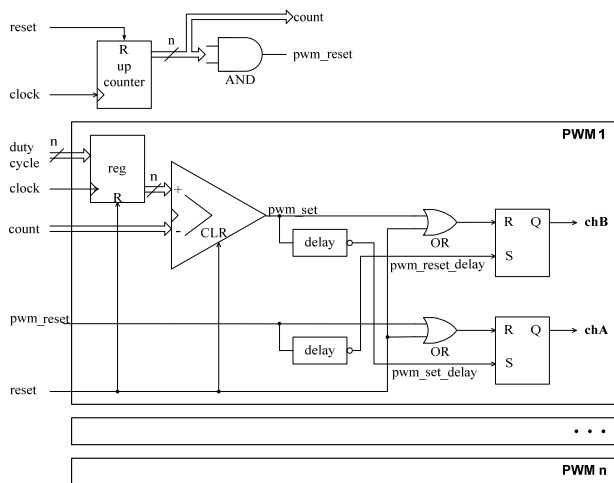 reset
R
up
counter
clock
n
count
AND
pwm_reset
PWM 1
duty
cycle
n
clock
reg
R
n
count
+
-
CLR
pwm_set
delay
OR
pwm_reset_delay
R Q
S
chB
pwm_reset
delay
OR
pwm_set_delay
R Q
S
chA
reset
• • •
PWM n